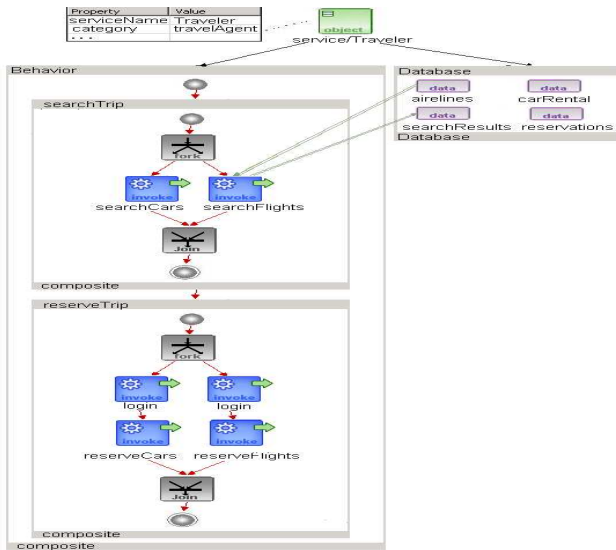 Property Value
serviceName Traveler
category travelAgent
...
object
service/Traveler
Behavior
Database
data
data
airelines
carRental
data
data
searchResults
reservations
Database
searchTrip
fork
invoke
invoke
searchCars
searchFlights
Join
composite
reserveTrip
fork
invoke
invoke
login
login
invoke
invoke
reserveCars
reserveFlights
Join
composite
composite